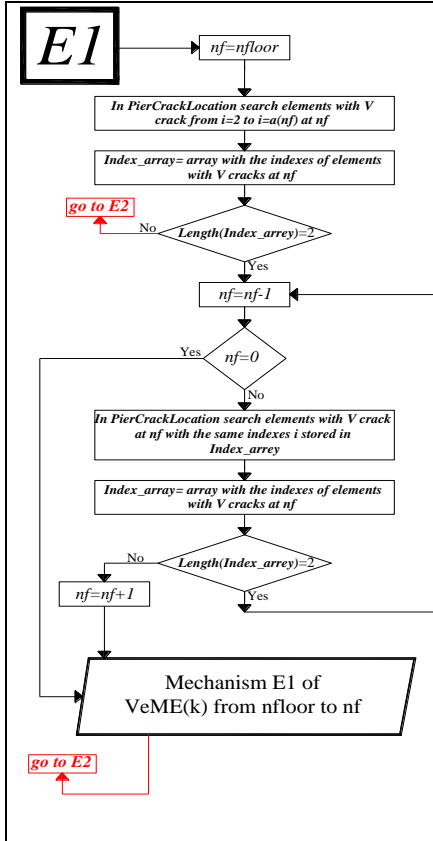 E1
nf=nfloor
In PierCrackLocation search elements with V
crack from i=2 to i=a(nf) at nf
Index_array= array with the indexes of elements
with V cracks at nf
go to E2
No
Length(Index_arrey)=2
Yes
nf=nf-1
Yes
nf=0
No
In PierCrackLocation search elements with V crack
at nf with the same indexes i stored in
Index_array
Index_array= array with the indexes of elements
with V cracks at nf
No
Length(Index_arrey)=2
nf=nf+1
Yes
Mechanism E1 of
VeME(k) from nfloor to nf
go to E2